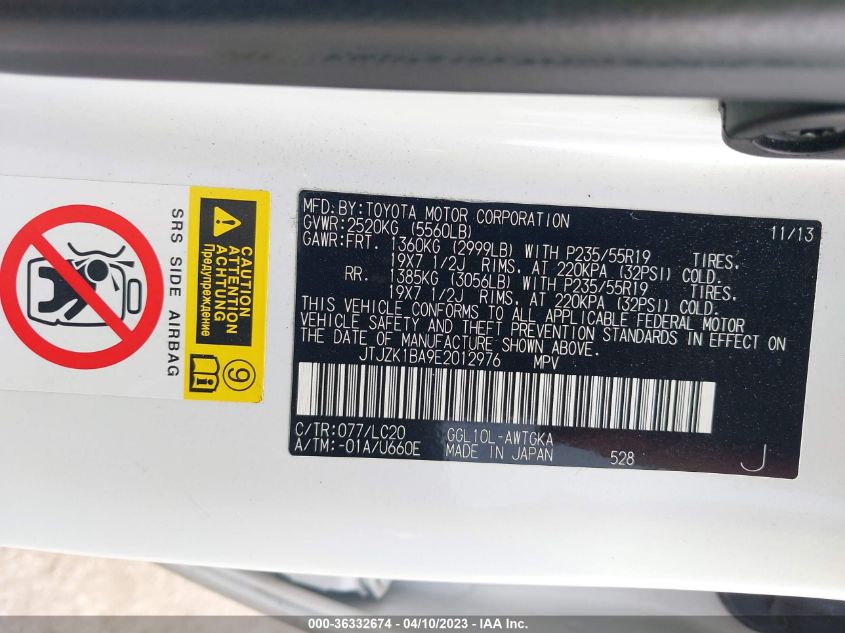 MFD. BY: TOYOTA MOTOR CORPORATION 11/13
GVWR: 2520KG (5560LB)
GAWR: FRT. 1360KG (2999LB) WITH P235/55R19 TIRES.
19X7 1/2J RIMS. AT 220KPA (32PSI) COLD.
RR. 1385KG (3056LB) WITH P235/55R19 TIRES.
19X7 1/2J RIMS. AT 220KPA (32PSI) COLD.
THIS VEHICLE CONFORMS TO ALL APPLICABLE FEDERAL MOTOR
VEHICLE SAFETY AND THEFT PREVENTION STANDARDS IN EFFECT ON
THE DATE OF MANUFACTURE SHOWN ABOVE.
JTJZK1BA9E2012976 MPV
C/TR: 077/LC20 GGL10L-AWTGKA
A/TM: -01A/U660E MADE IN JAPAN 528 J
SRS SIDE AIRBAG
CAUTION
ATTENTION
ACHTUNG
Предупреждение
9
000-36332674 - 04/10/2023 - IAA Inc.